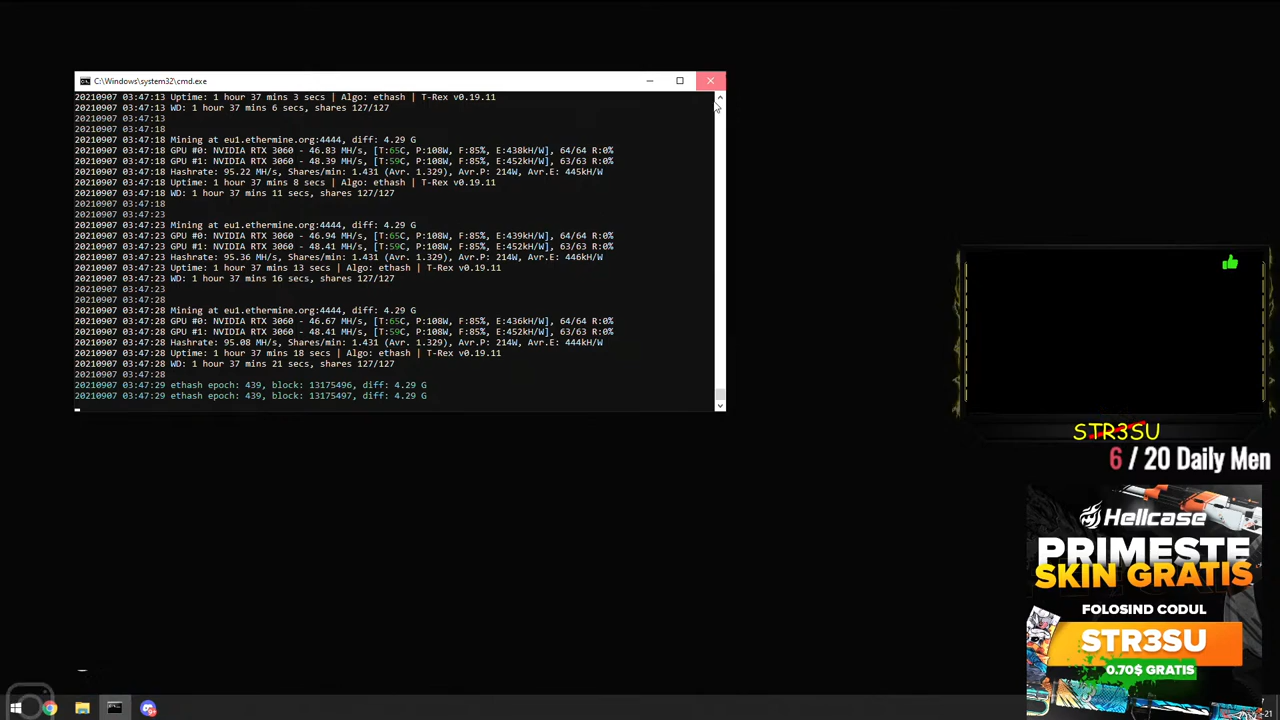 C:\Windows\system32\cmd.exe
20210907 03:47:13 Uptime: 1 hour 37 mins 3 secs | Algo: ethash | T-Rex v0.19.11
20210907 03:47:13 WD: 1 hour 37 mins 6 secs, shares 127/127
20210907 03:47:13
20210907 03:47:18
20210907 03:47:18 Mining at eu1.ethermine.org:4444, diff: 4.29 G
20210907 03:47:18 GPU #0: NVIDIA RTX 3060 - 46.83 MH/s, [T:65C, P:108W, F:85%, E:438kH/W], 64/64 R:0%
20210907 03:47:18 GPU #1: NVIDIA RTX 3060 - 48.39 MH/s, [T:59C, P:108W, F:85%, E:452kH/W], 63/63 R:0%
20210907 03:47:18 Hashrate: 95.22 MH/s, Shares/min: 1.431 (Avr. 1.329), Avr.P: 214W, Avr.E: 445kH/W
20210907 03:47:18 Uptime: 1 hour 37 mins 8 secs | Algo: ethash | T-Rex v0.19.11
20210907 03:47:18 WD: 1 hour 37 mins 11 secs, shares 127/127
20210907 03:47:18
20210907 03:47:23
20210907 03:47:23 Mining at eu1.ethermine.org:4444, diff: 4.29 G
20210907 03:47:23 GPU #0: NVIDIA RTX 3060 - 46.94 MH/s, [T:65C, P:108W, F:85%, E:439kH/W], 64/64 R:0%
20210907 03:47:23 GPU #1: NVIDIA RTX 3060 - 48.41 MH/s, [T:59C, P:108W, F:85%, E:452kH/W], 63/63 R:0%
20210907 03:47:23 Hashrate: 95.36 MH/s, Shares/min: 1.431 (Avr. 1.329), Avr.P: 214W, Avr.E: 446kH/W
20210907 03:47:23 Uptime: 1 hour 37 mins 13 secs | Algo: ethash | T-Rex v0.19.11
20210907 03:47:23 WD: 1 hour 37 mins 16 secs, shares 127/127
20210907 03:47:23
20210907 03:47:28
20210907 03:47:28 Mining at eu1.ethermine.org:4444, diff: 4.29 G
20210907 03:47:28 GPU #0: NVIDIA RTX 3060 - 46.67 MH/s, [T:65C, P:108W, F:85%, E:436kH/W], 64/64 R:0%
20210907 03:47:28 GPU #1: NVIDIA RTX 3060 - 48.41 MH/s, [T:59C, P:108W, F:85%, E:452kH/W], 63/63 R:0%
20210907 03:47:28 Hashrate: 95.08 MH/s, Shares/min: 1.431 (Avr. 1.329), Avr.P: 214W, Avr.E: 444kH/W
20210907 03:47:28 Uptime: 1 hour 37 mins 18 secs | Algo: ethash | T-Rex v0.19.11
20210907 03:47:28 WD: 1 hour 37 mins 21 secs, shares 127/127
20210907 03:47:28
20210907 03:47:29 ethash epoch: 439, block: 13175496, diff: 4.29 G
20210907 03:47:29 ethash epoch: 439, block: 13175497, diff: 4.29 G
STR3SU
6 / 20 Daily Men
Hellcase
PRIMESTE
SKIN GRATIS
FOLOSIND CODUL
STR3SU
0.70$ GRATIS